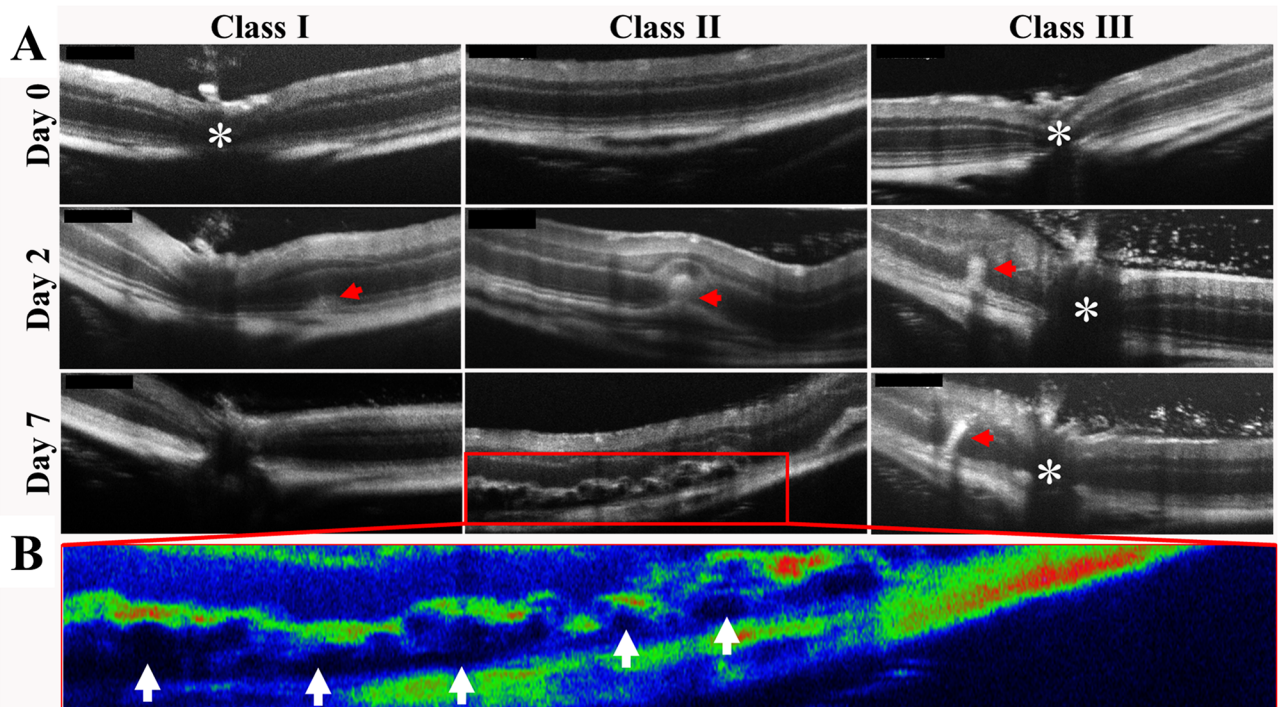 A
Class I
Class II
Class III
Day 0
*
*
Day 2
*
Day 7
*
B